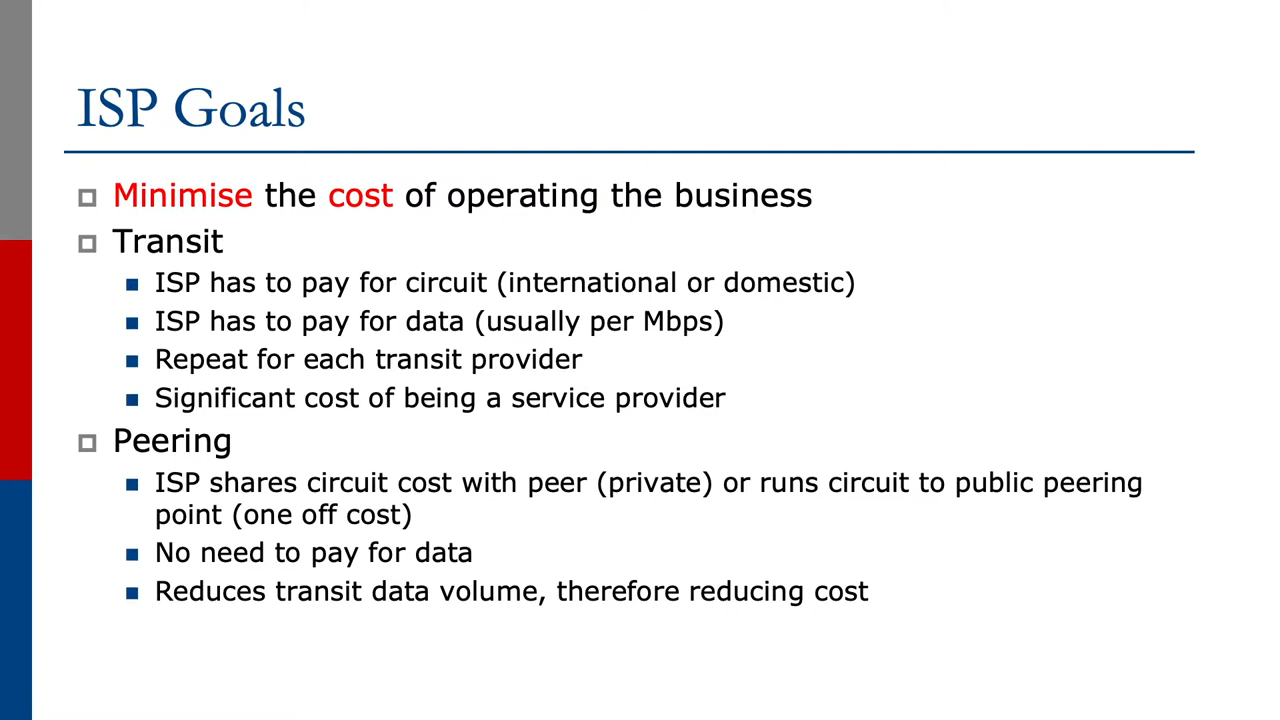 ISP Goals
Minimise the cost of operating the business
Transit
ISP has to pay for circuit (international or domestic)
ISP has to pay for data (usually per Mbps)
Repeat for each transit provider
Significant cost of being a service provider
Peering
ISP shares circuit cost with peer (private) or runs circuit to public peering
point (one off cost)
No need to pay for data
Reduces transit data volume, therefore reducing cost